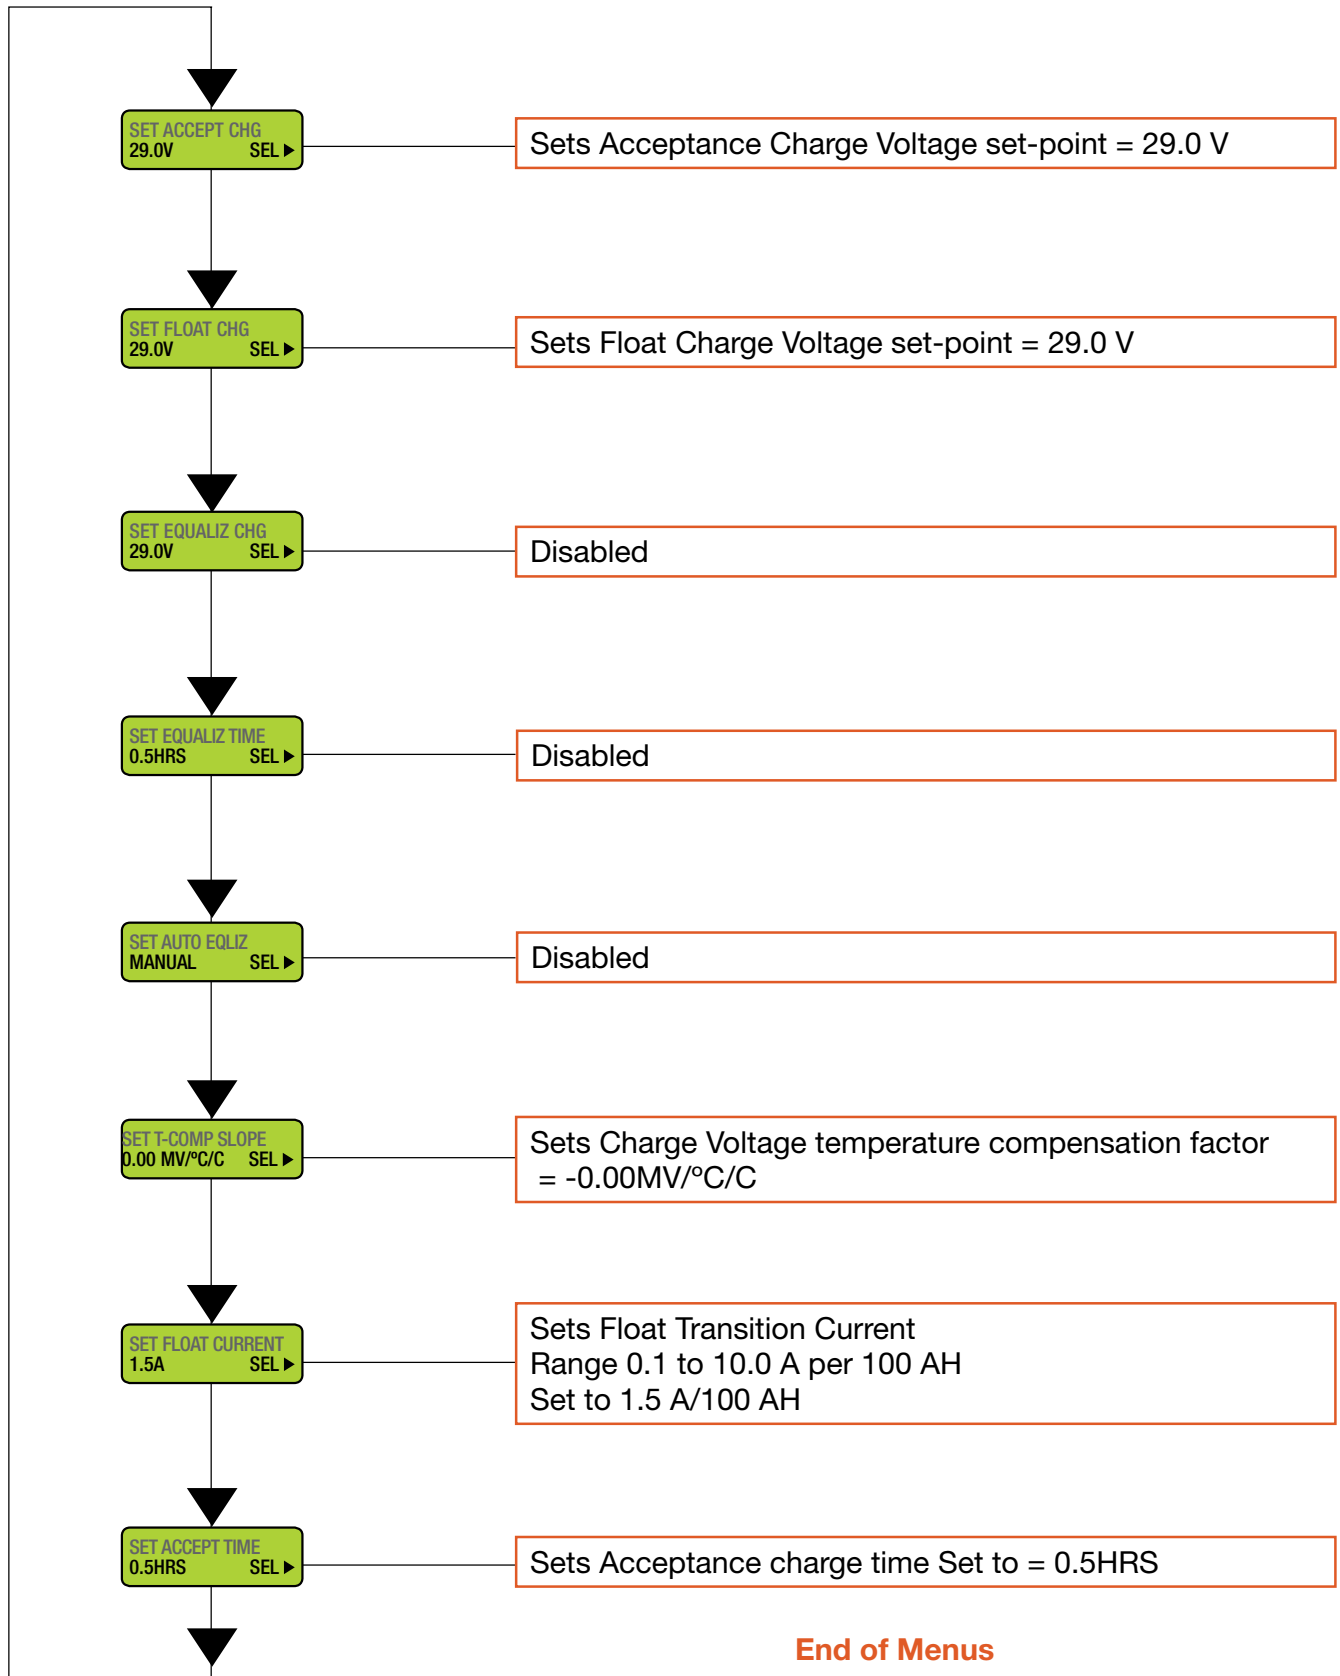 SET ACCEPT CHG
29.0V SEL ▶
Sets Acceptance Charge Voltage set-point = 29.0 V
SET FLOAT CHG
29.0V SEL ▶
Sets Float Charge Voltage set-point = 29.0 V
SET EQUALIZ CHG
29.0V SEL ▶
Disabled
SET EQUALIZ TIME
0.5HRS SEL ▶
Disabled
SET AUTO EQLIZ
MANUAL SEL ▶
Disabled
SET T-COMP SLOPE
0.00 MV/ºC/C SEL ▶
Sets Charge Voltage temperature compensation factor
= -0.00MV/ºC/C
SET FLOAT CURRENT
1.5A SEL ▶
Sets Float Transition Current
Range 0.1 to 10.0 A per 100 AH
Set to 1.5 A/100 AH
SET ACCEPT TIME
0.5HRS SEL ▶
Sets Acceptance charge time Set to = 0.5HRS
End of Menus